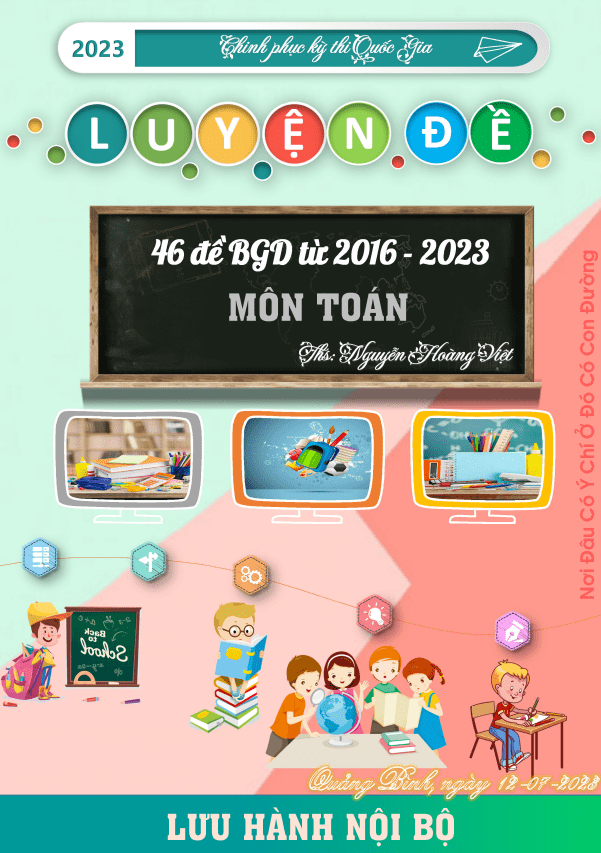 2023
Chinh phục kỳ thi Quốc Gia
LUYỆN ĐỀ
46 đề BGD từ 2016 - 2023
MÔN TOÁN
Ths: Nguyễn Hoàng Việt
Nơi Đâu Có Ý Chí Ở Đó Có Con Đường
Back
to
School
Quảng Bình, ngày 12-07-2023
LƯU HÀNH NỘI BỘ